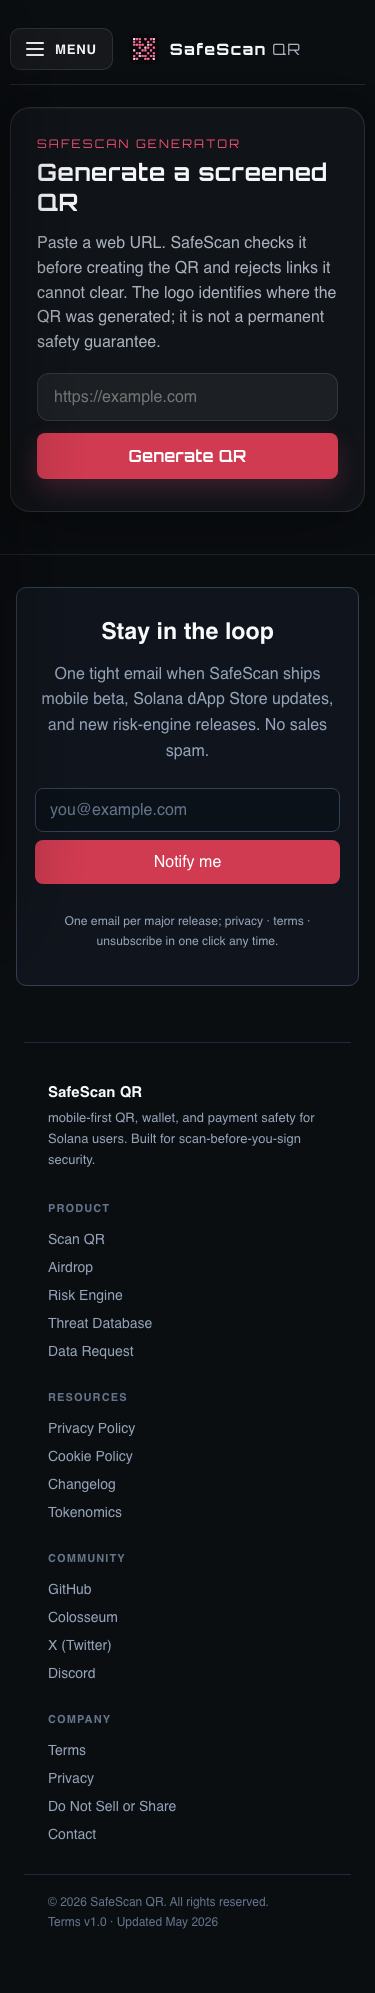 MENU
SafeScan QR
SAFESCAN GENERATOR
Generate a screened
QR
Paste a web URL. SafeScan checks it
before creating the QR and rejects links it
cannot clear. The logo identifies where the
QR was generated; it is not a permanent
safety guarantee.
https://example.com
Generate QR
Stay in the loop
One tight email when SafeScan ships
mobile beta, Solana dApp Store updates,
and new risk-engine releases. No sales
spam.
you@example.com
Notify me
One email per major release; privacy · terms ·
unsubscribe in one click any time.
SafeScan QR
mobile-first QR, wallet, and payment safety for
Solana users. Built for scan-before-you-sign
security.
PRODUCT
Scan QR
Airdrop
Risk Engine
Threat Database
Data Request
RESOURCES
Privacy Policy
Cookie Policy
Changelog
Tokenomics
COMMUNITY
GitHub
Colosseum
X (Twitter)
Discord
COMPANY
Terms
Privacy
Do Not Sell or Share
Contact
© 2026 SafeScan QR. All rights reserved.
Terms v1.0 · Updated May 2026